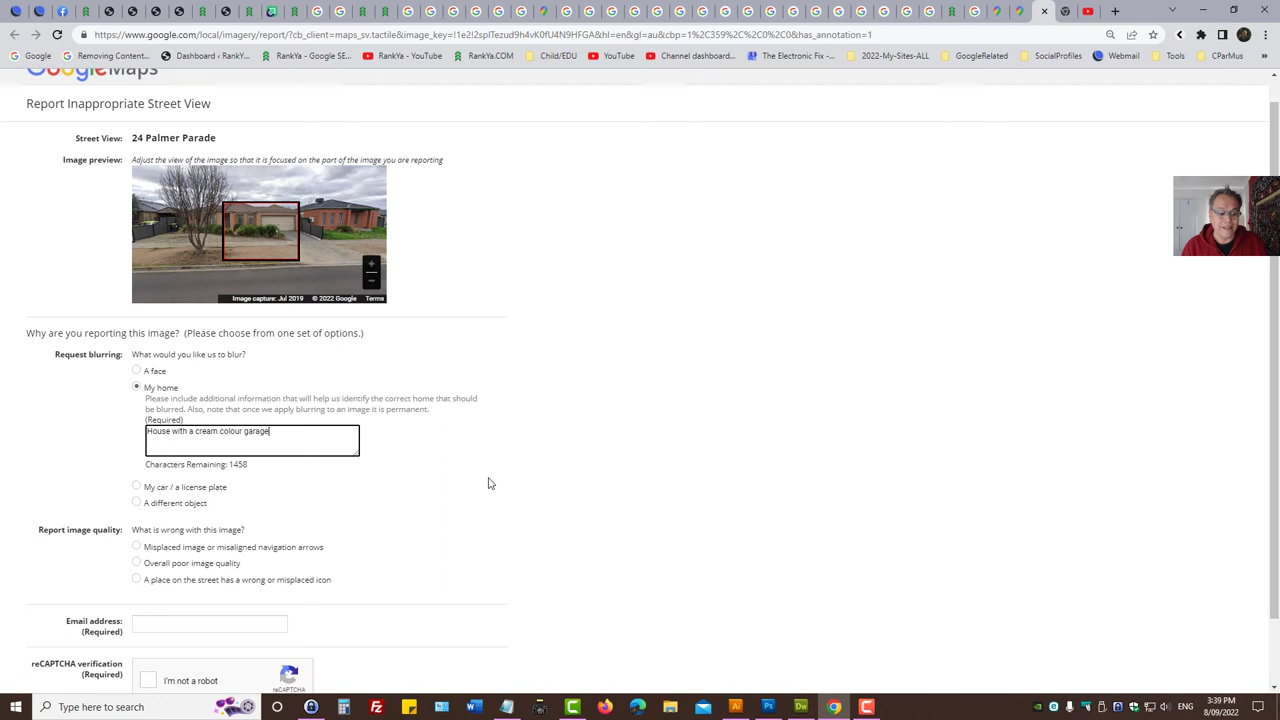 https://www.google.com/local/imagery/report/?cb_client=maps_sv.tactile&image_key=!1e2!2splTezud9h4vK0fU4N9HFGA&hl=en&gl=au&cbp=1%2C359%2C%2C0%2C0&has_annotation=1
Google
Removing Content...
Dashboard ‹ RankY...
RankYa - Google SE...
RankYa - YouTube
Child/EDU
YouTube
Channel dashboard...
The Electronic Fix -...
2022-My-Sites-ALL
GoogleRelated
SocialProfiles
Webmail
Tools
CParMus
Google Maps
Report Inappropriate Street View
Street View: 24 Palmer Parade
Image preview: Adjust the view of the image so that it is focused on the part of the image you are reporting
Image capture: Jul 2019 © 2022 Google Terms
Why are you reporting this image? (Please choose from one set of options.)
Request blurring: What would you like us to blur?
A face
My home
Please include additional information that will help us identify the correct home that should
be blurred. Also, note that once we apply blurring to an image it is permanent.
(Required)
House with a cream colour garage
Characters Remaining: 1458
My car / a license plate
A different object
Report image quality: What is wrong with this image?
Misplaced image or misaligned navigation arrows
Overall poor image quality
A place on the street has a wrong or misplaced icon
Email address:
(Required)
reCAPTCHA verification
(Required)
I'm not a robot
reCAPTCHA
Type here to search
3:39 PM
8/09/2022